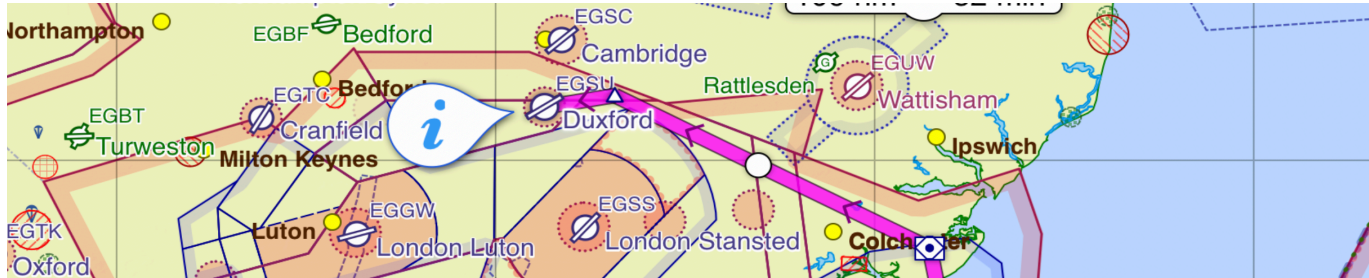 Northampton
EGBF
Bedford
EGSC
Cambridge
EGUW
Wattisham
Rattlesden
G
EGTC
Cranfield
Bedford
i
EGSU
Duxford
EGBT
Turweston
Milton Keynes
Ipswich
EGGW
Luton
London Luton
EGSS
London Stansted
EGTK
Oxford